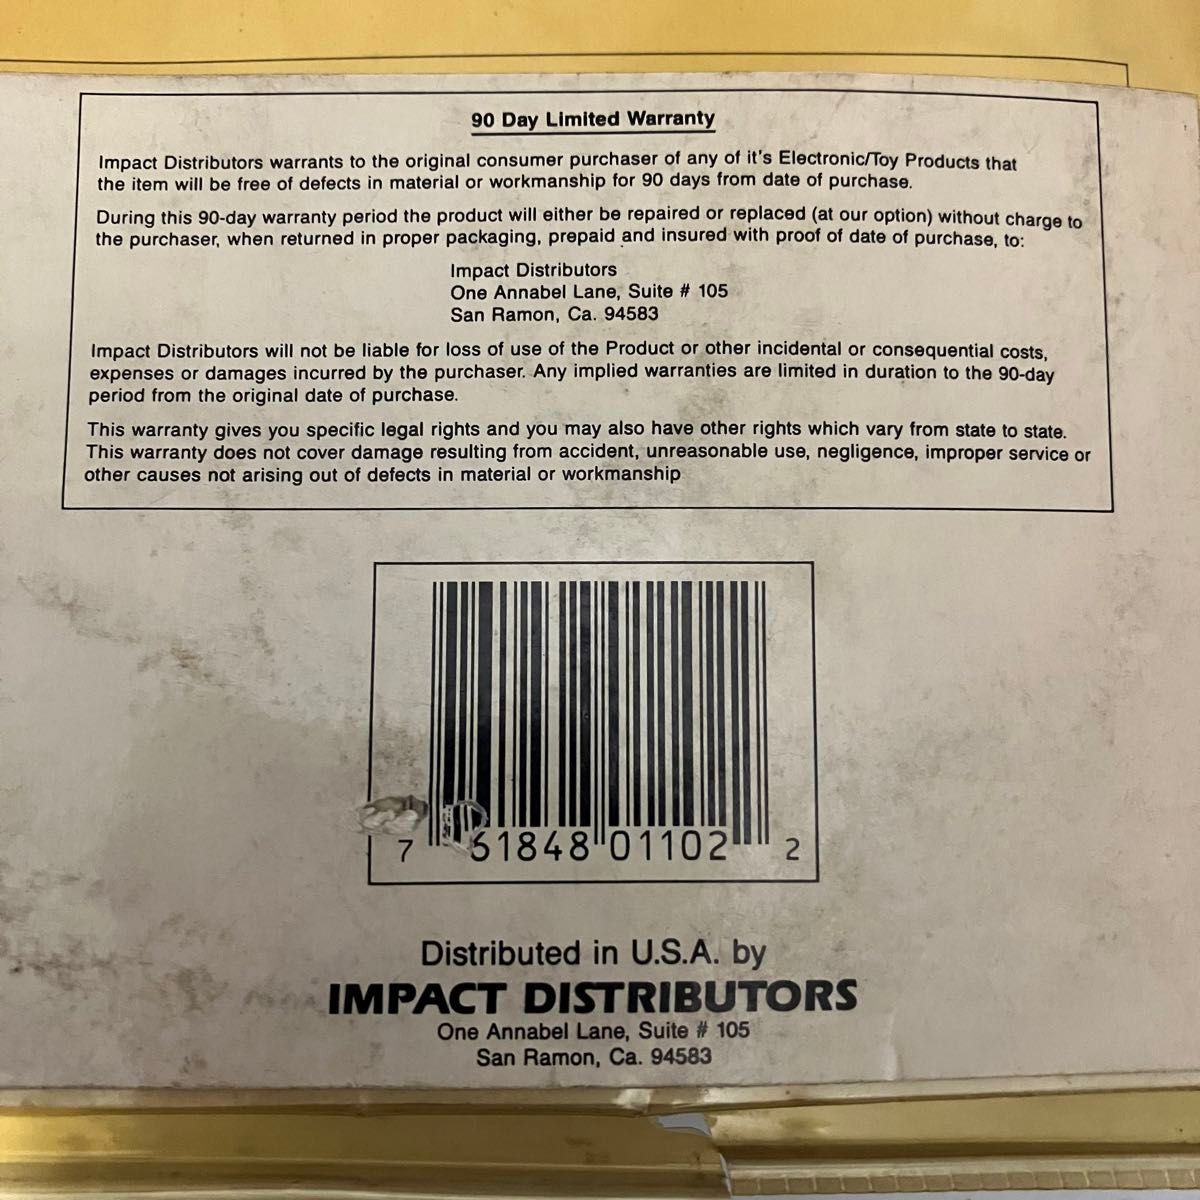 90 Day Limited Warranty
Impact Distributors warrants to the original consumer purchaser of any of it's Electronic/Toy Products that
the item will be free of defects in material or workmanship for 90 days from date of purchase.
During this 90-day warranty period the product will either be repaired or replaced (at our option) without charge to
the purchaser, when returned in proper packaging, prepaid and insured with proof of date of purchase, to:
Impact Distributors
One Annabel Lane, Suite # 105
San Ramon, Ca. 94583
Impact Distributors will not be liable for loss of use of the Product or other incidental or consequential costs,
expenses or damages incurred by the purchaser. Any implied warranties are limited in duration to the 90-day
period from the original date of purchase.
This warranty gives you specific legal rights and you may also have other rights which vary from state to state.
This warranty does not cover damage resulting from accident, unreasonable use, negligence, improper service or
other causes not arising out of defects in material or workmanship
7 61848 01102 2
Distributed in U.S.A. by
IMPACT DISTRIBUTORS
One Annabel Lane, Suite # 105
San Ramon, Ca. 94583